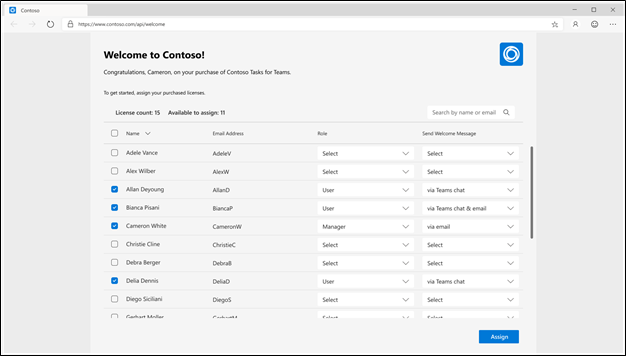 Contoso
https://www.contoso.com/api/welcome
Welcome to Contoso!
Congratulations, Cameron, on your purchase of Contoso Tasks for Teams.
To get started, assign your purchased licenses.
License count: 15 Available to assign: 11 Search by name or email
Name Email Address Role Send Welcome Message
Adele Vance AdeleV Select Select
Alex Wilber AlexW Select Select
Allan Deyoung AllanD User via Teams chat
Bianca Pisani BiancaP User via Teams chat & email
Cameron White CameronW Manager via email
Christie Cline ChristieC Select Select
Debra Berger DebraB Select Select
Delia Dennis DeliaD User via Teams chat
Diego Siciliani DiegoS Select Select
Select Select
Assign